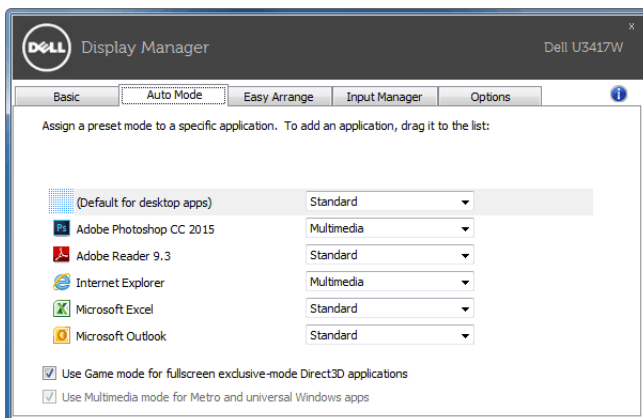 DELL Display Manager Dell U3417W
Basic Auto Mode Easy Arrange Input Manager Options
Assign a preset mode to a specific application. To add an application, drag it to the list:
(Default for desktop apps) Standard
Ps Adobe Photoshop CC 2015 Multimedia
Adobe Reader 9.3 Standard
Internet Explorer Multimedia
Microsoft Excel Standard
Microsoft Outlook Standard
Use Game mode for fullscreen exclusive-mode Direct3D applications
Use Multimedia mode for Metro and universal Windows apps